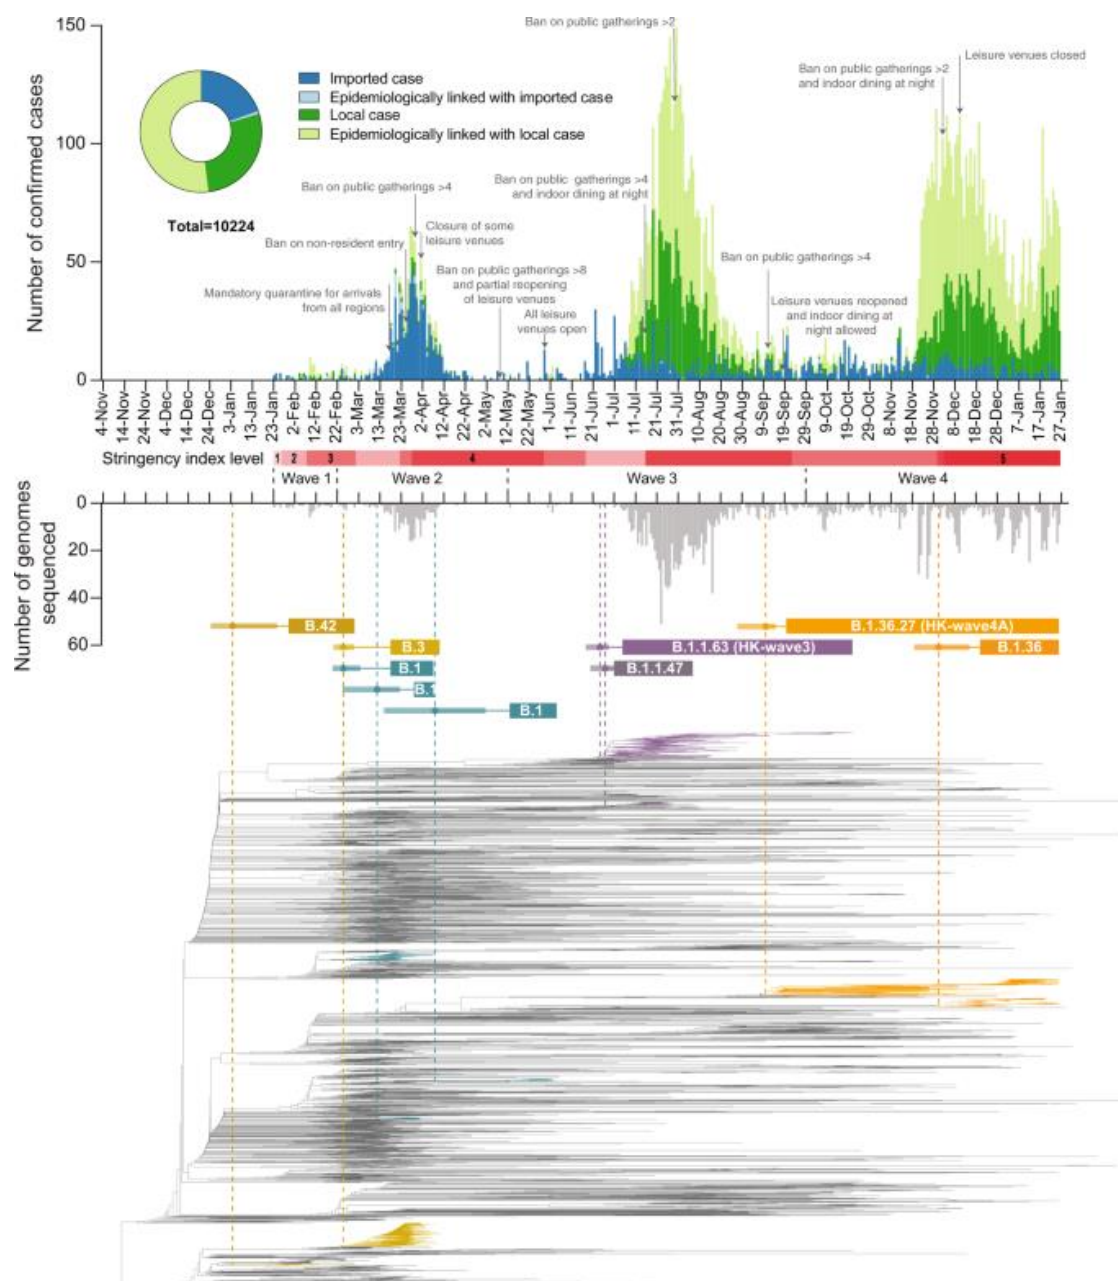 Number of confirmed cases
150
100
50
0
Imported case
Epidemiologically linked with imported case
Local case
Epidemiologically linked with local case
Total=10224
Mandatory quarantine for arrivals
from all regions
Ban on non-resident entry
Ban on public gatherings >4
Closure of some
leisure venues
Ban on public gatherings >8
and partial reopening
of leisure venues
All leisure
venues open
Ban on public gatherings >4
and indoor dining at night
Ban on public gatherings >2
Ban on public gatherings >4
Leisure venues reopened
and indoor dining at
night allowed
Ban on public gatherings >2
and indoor dining at night
Leisure venues closed
4-Nov
14-Nov
24-Nov
4-Dec
14-Dec
24-Dec
3-Jan
13-Jan
23-Jan
2-Feb
12-Feb
22-Feb
3-Mar
13-Mar
23-Mar
2-Apr
12-Apr
22-Apr
2-May
12-May
22-May
1-Jun
11-Jun
21-Jun
1-Jul
11-Jul
21-Jul
31-Jul
10-Aug
20-Aug
30-Aug
9-Sep
19-Sep
29-Sep
9-Oct
19-Oct
29-Oct
8-Nov
18-Nov
28-Nov
8-Dec
18-Dec
28-Dec
7-Jan
17-Jan
27-Jan
Stringency index level 1 2 3 4 5
Wave 1 Wave 2 Wave 3 Wave 4
Number of genomes
sequenced
0
20
40
60
B.42 B.1.36.27 (HK-wave4A)
B.3 B.1.1.63 (HK-wave3) B.1.36
B.1 B.1.1.47
B.1
B.1